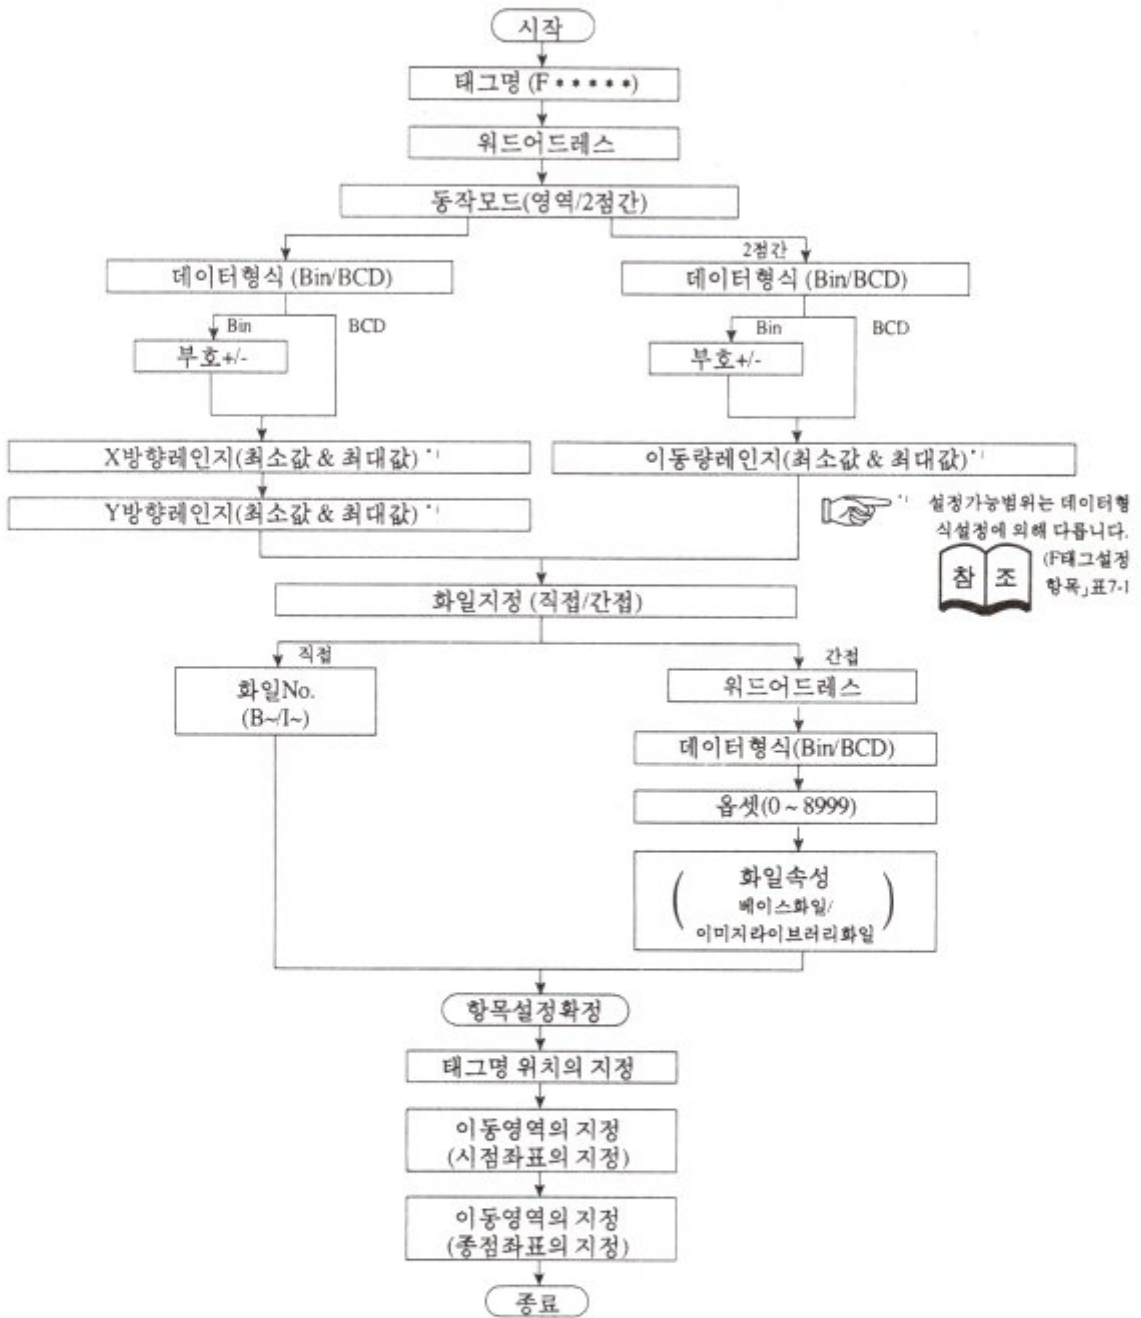 시작
태그명 (F * * * * *)
워드어드레스
동작모드(영역/2점간)
2점간
데이터형식 (Bin/BCD)
데이터형식 (Bin/BCD)
Bin
BCD
Bin
BCD
부호+/-
부호+/-
X방향레인지(최소값 & 최대값) *1
이동량레인지(최소값 & 최대값)*1
Y방향레인지(최소값 & 최대값) *1
*1 설정가능범위는 데이터형
식설정에 의해 다릅니다.
참 조
(F태그설정
항목」표7-1
화일지정 (직접/간접)
직접
간접
화일No.
(B~/I~)
워드어드레스
데이터형식(Bin/BCD)
옵셋(0 ~ 8999)
화일속성
베이스화일/
이미지라이브러리화일
항목설정확정
태그명 위치의 지정
이동영역의 지정
(시점좌표의 지정)
이동영역의 지정
(종점좌표의 지정)
종료